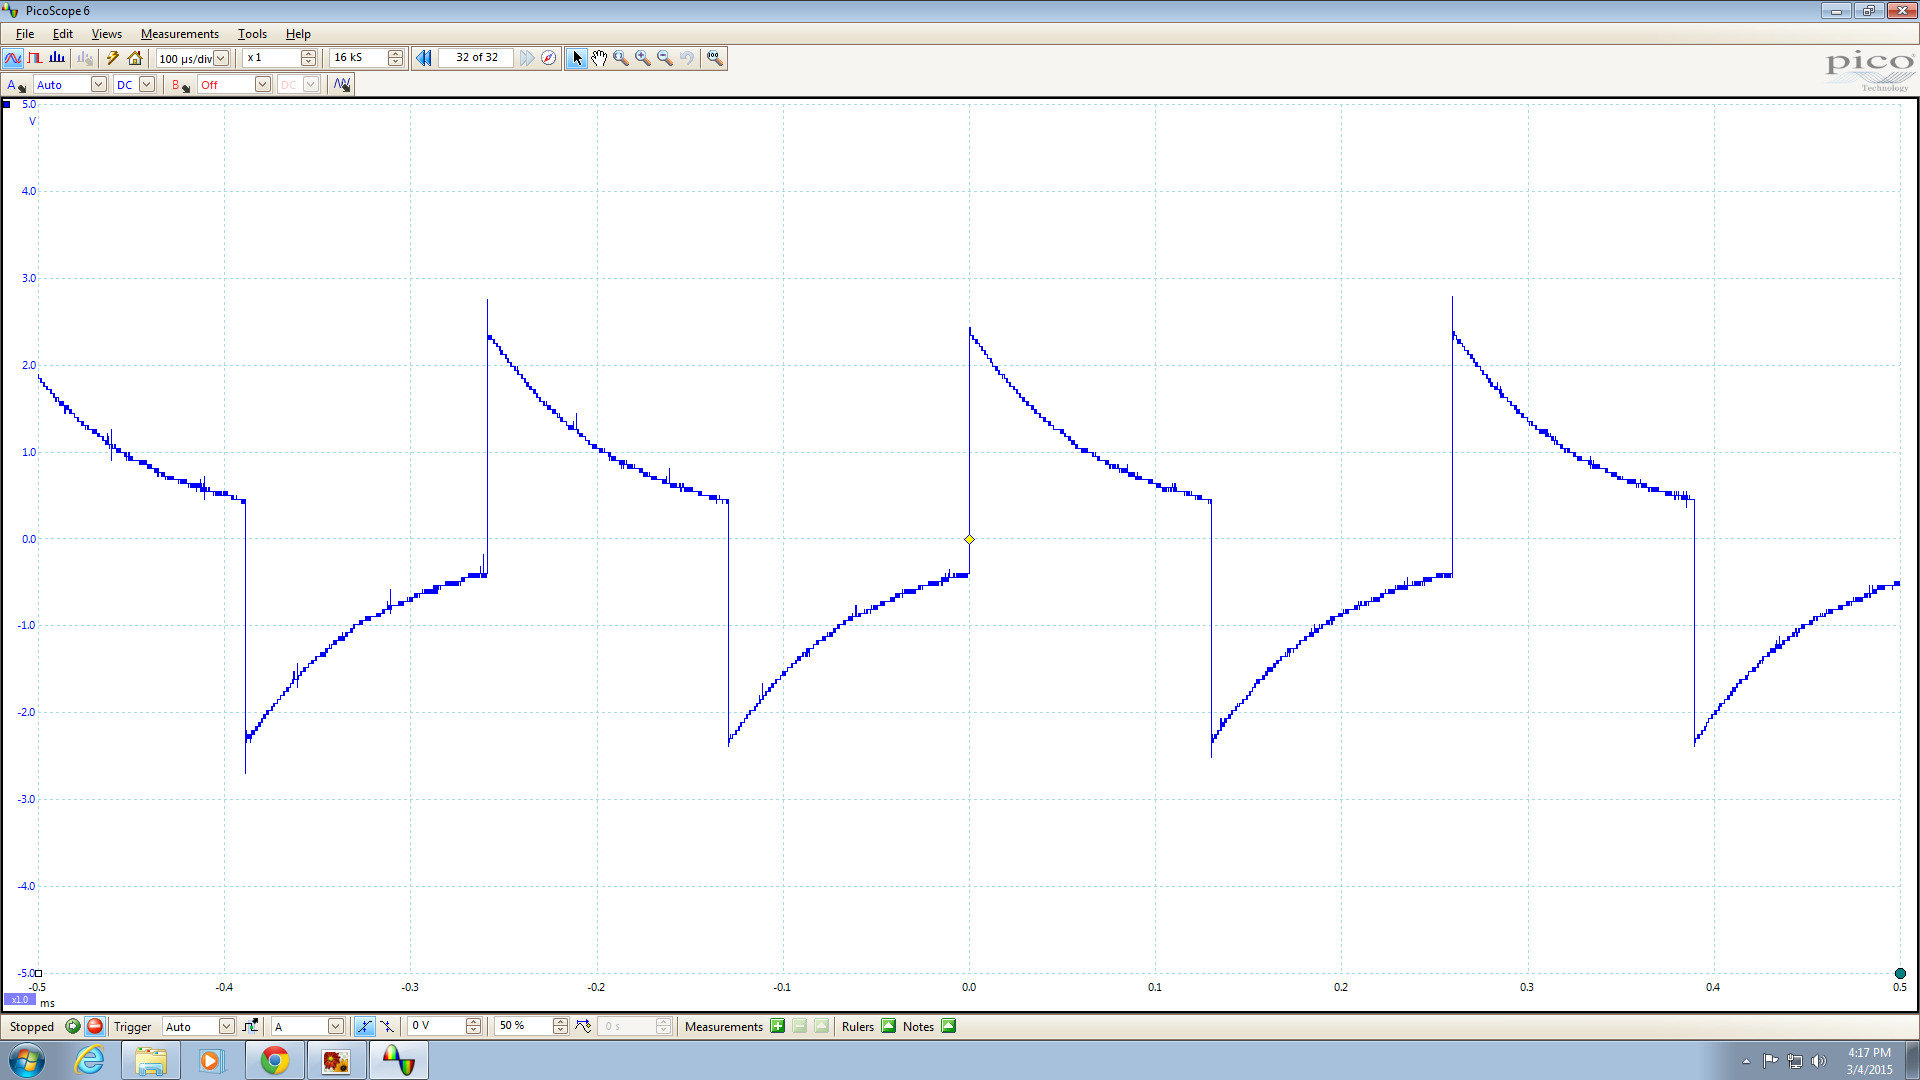 PicoScope 6
File Edit Views Measurements Tools Help
100 µs/div x 1 16 kS 32 of 32
pico
Technology
A Auto DC B Off DC
5.0
V
4.0
3.0
2.0
1.0
0.0
-1.0
-2.0
-3.0
-4.0
-5.0
-0.5 -0.4 -0.3 -0.2 -0.1 0.0 0.1 0.2 0.3 0.4 0.5
x1.0 ms
Stopped Trigger Auto A 0 V 50 % 0 s Measurements Rulers Notes
4:17 PM
3/4/2015